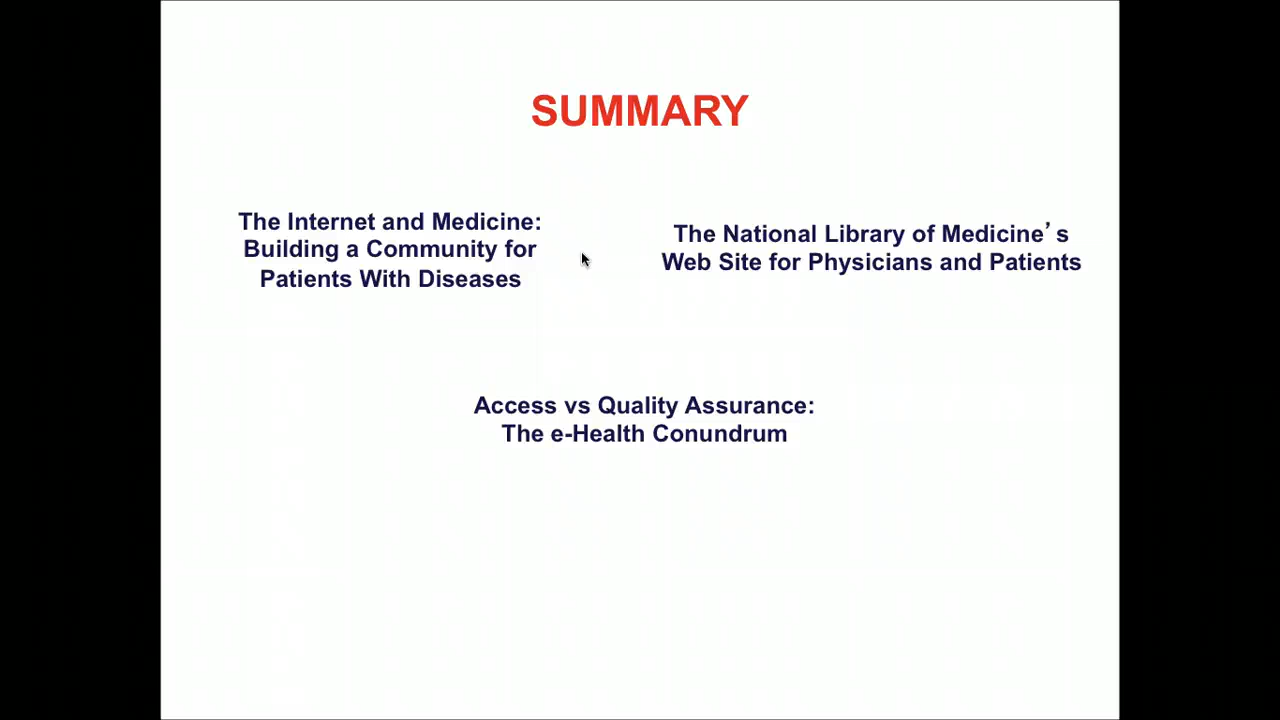 SUMMARY
The Internet and Medicine:
Building a Community for
Patients With Diseases
The National Library of Medicine’s
Web Site for Physicians and Patients
Access vs Quality Assurance:
The e-Health Conundrum